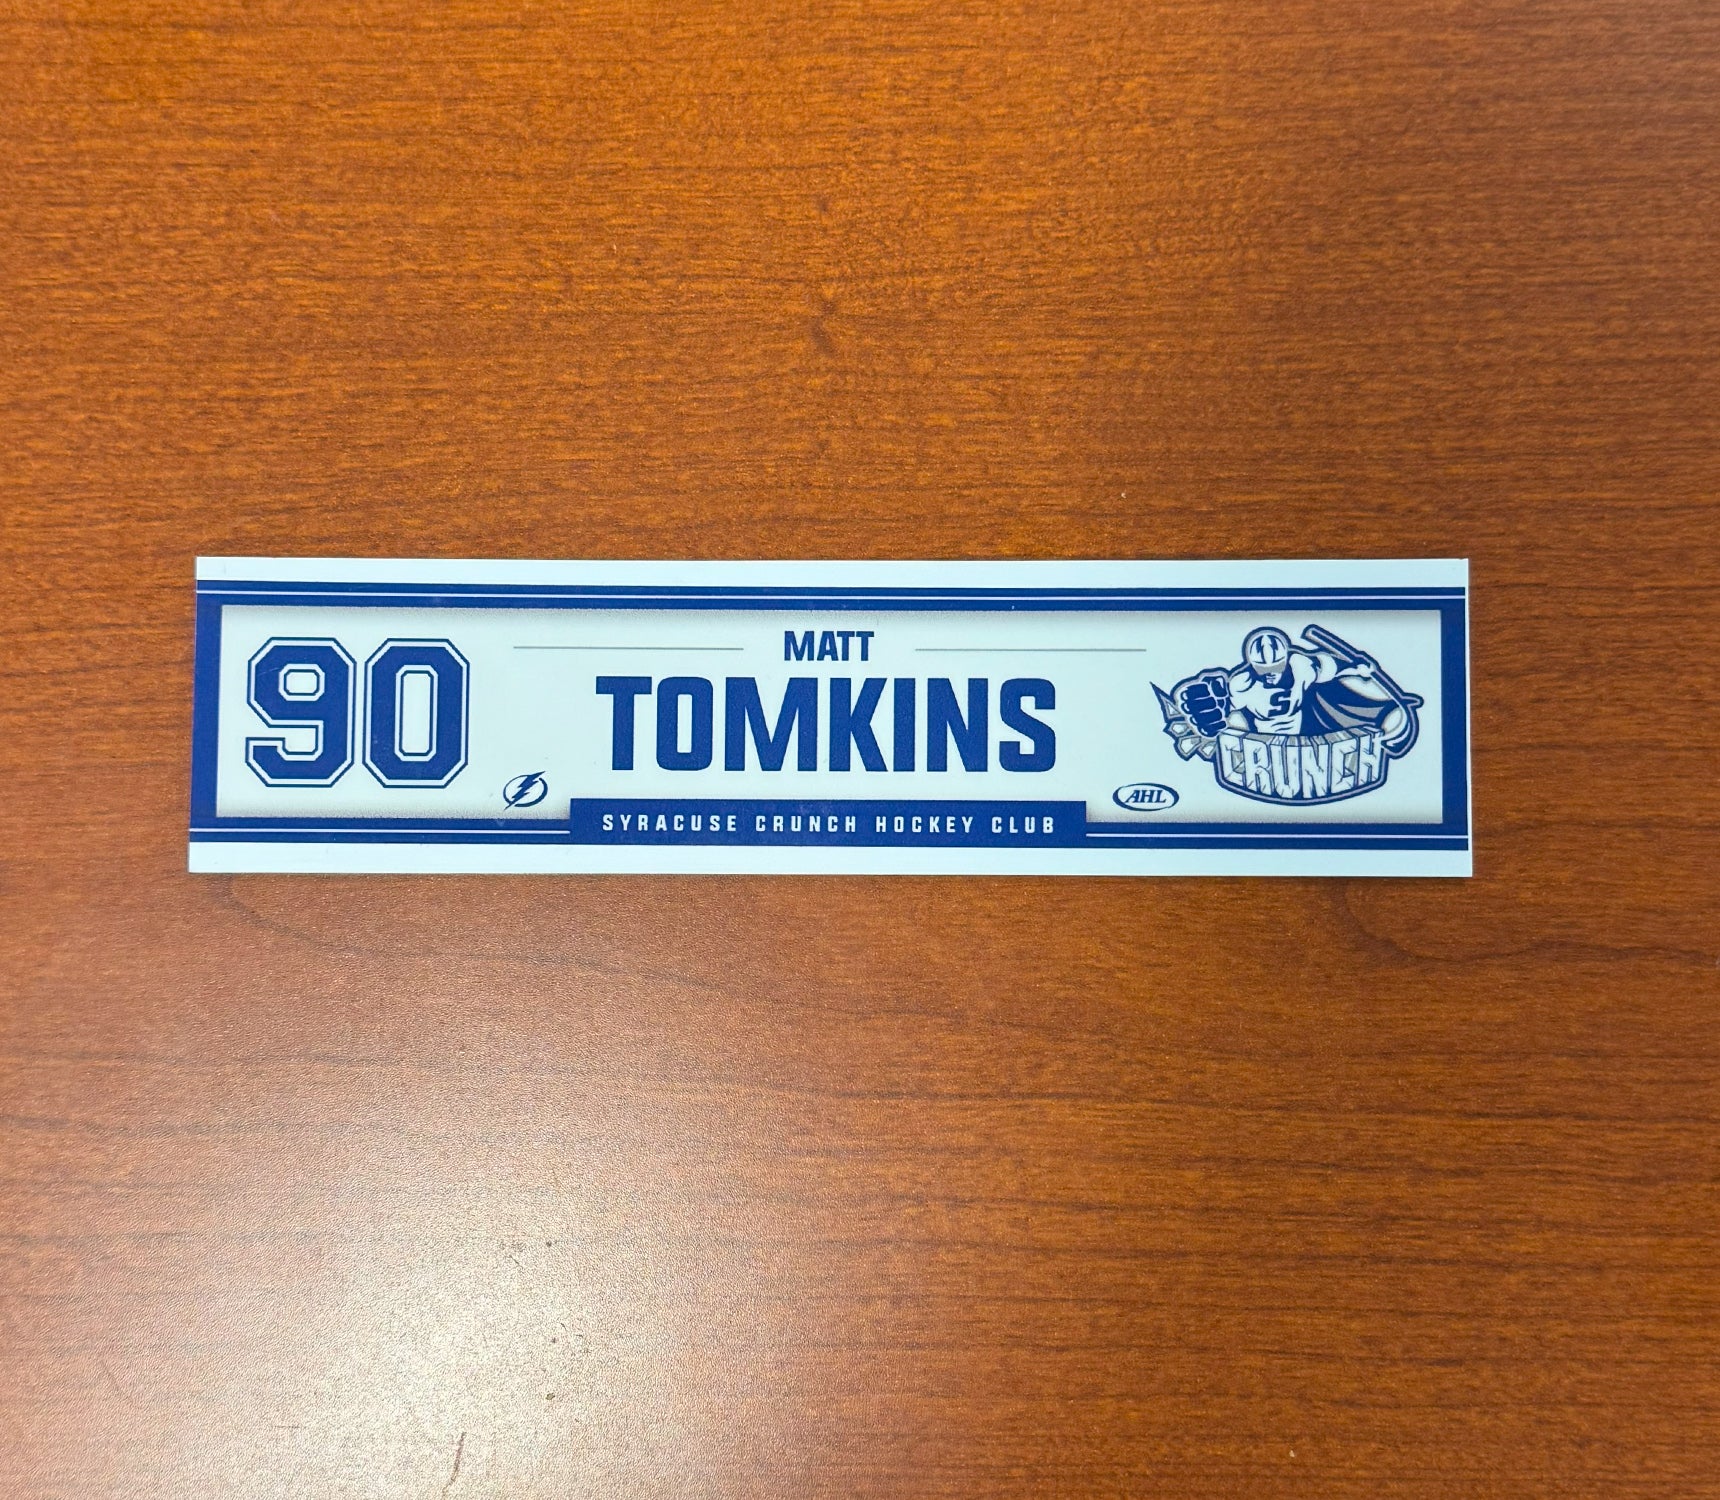 90
MATT
TOMKINS
S
CRUNCH
AHL
SYRACUSE CRUNCH HOCKEY CLUB